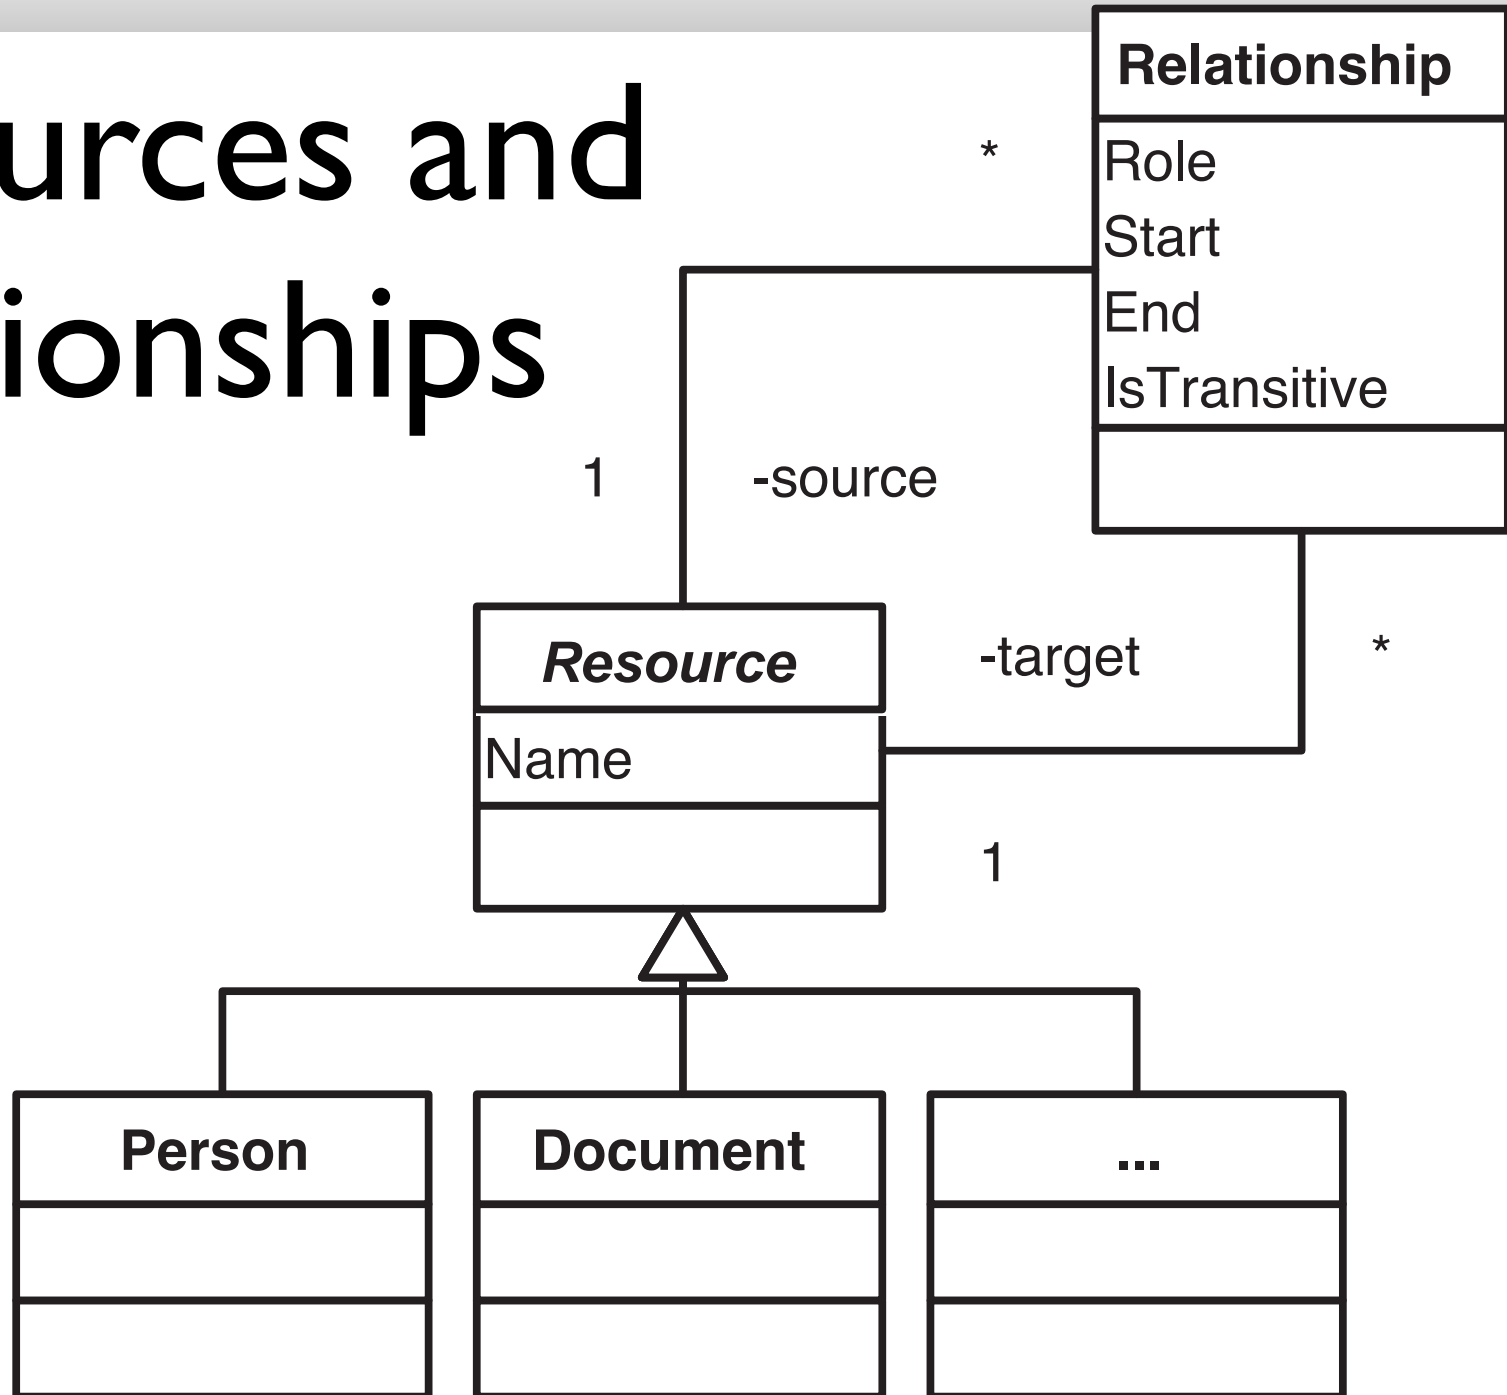 urces and
ionships
Relationship
Role
Start
End
IsTransitive
*
1
-source
Resource
Name
-target
*
1
Person
Document
...